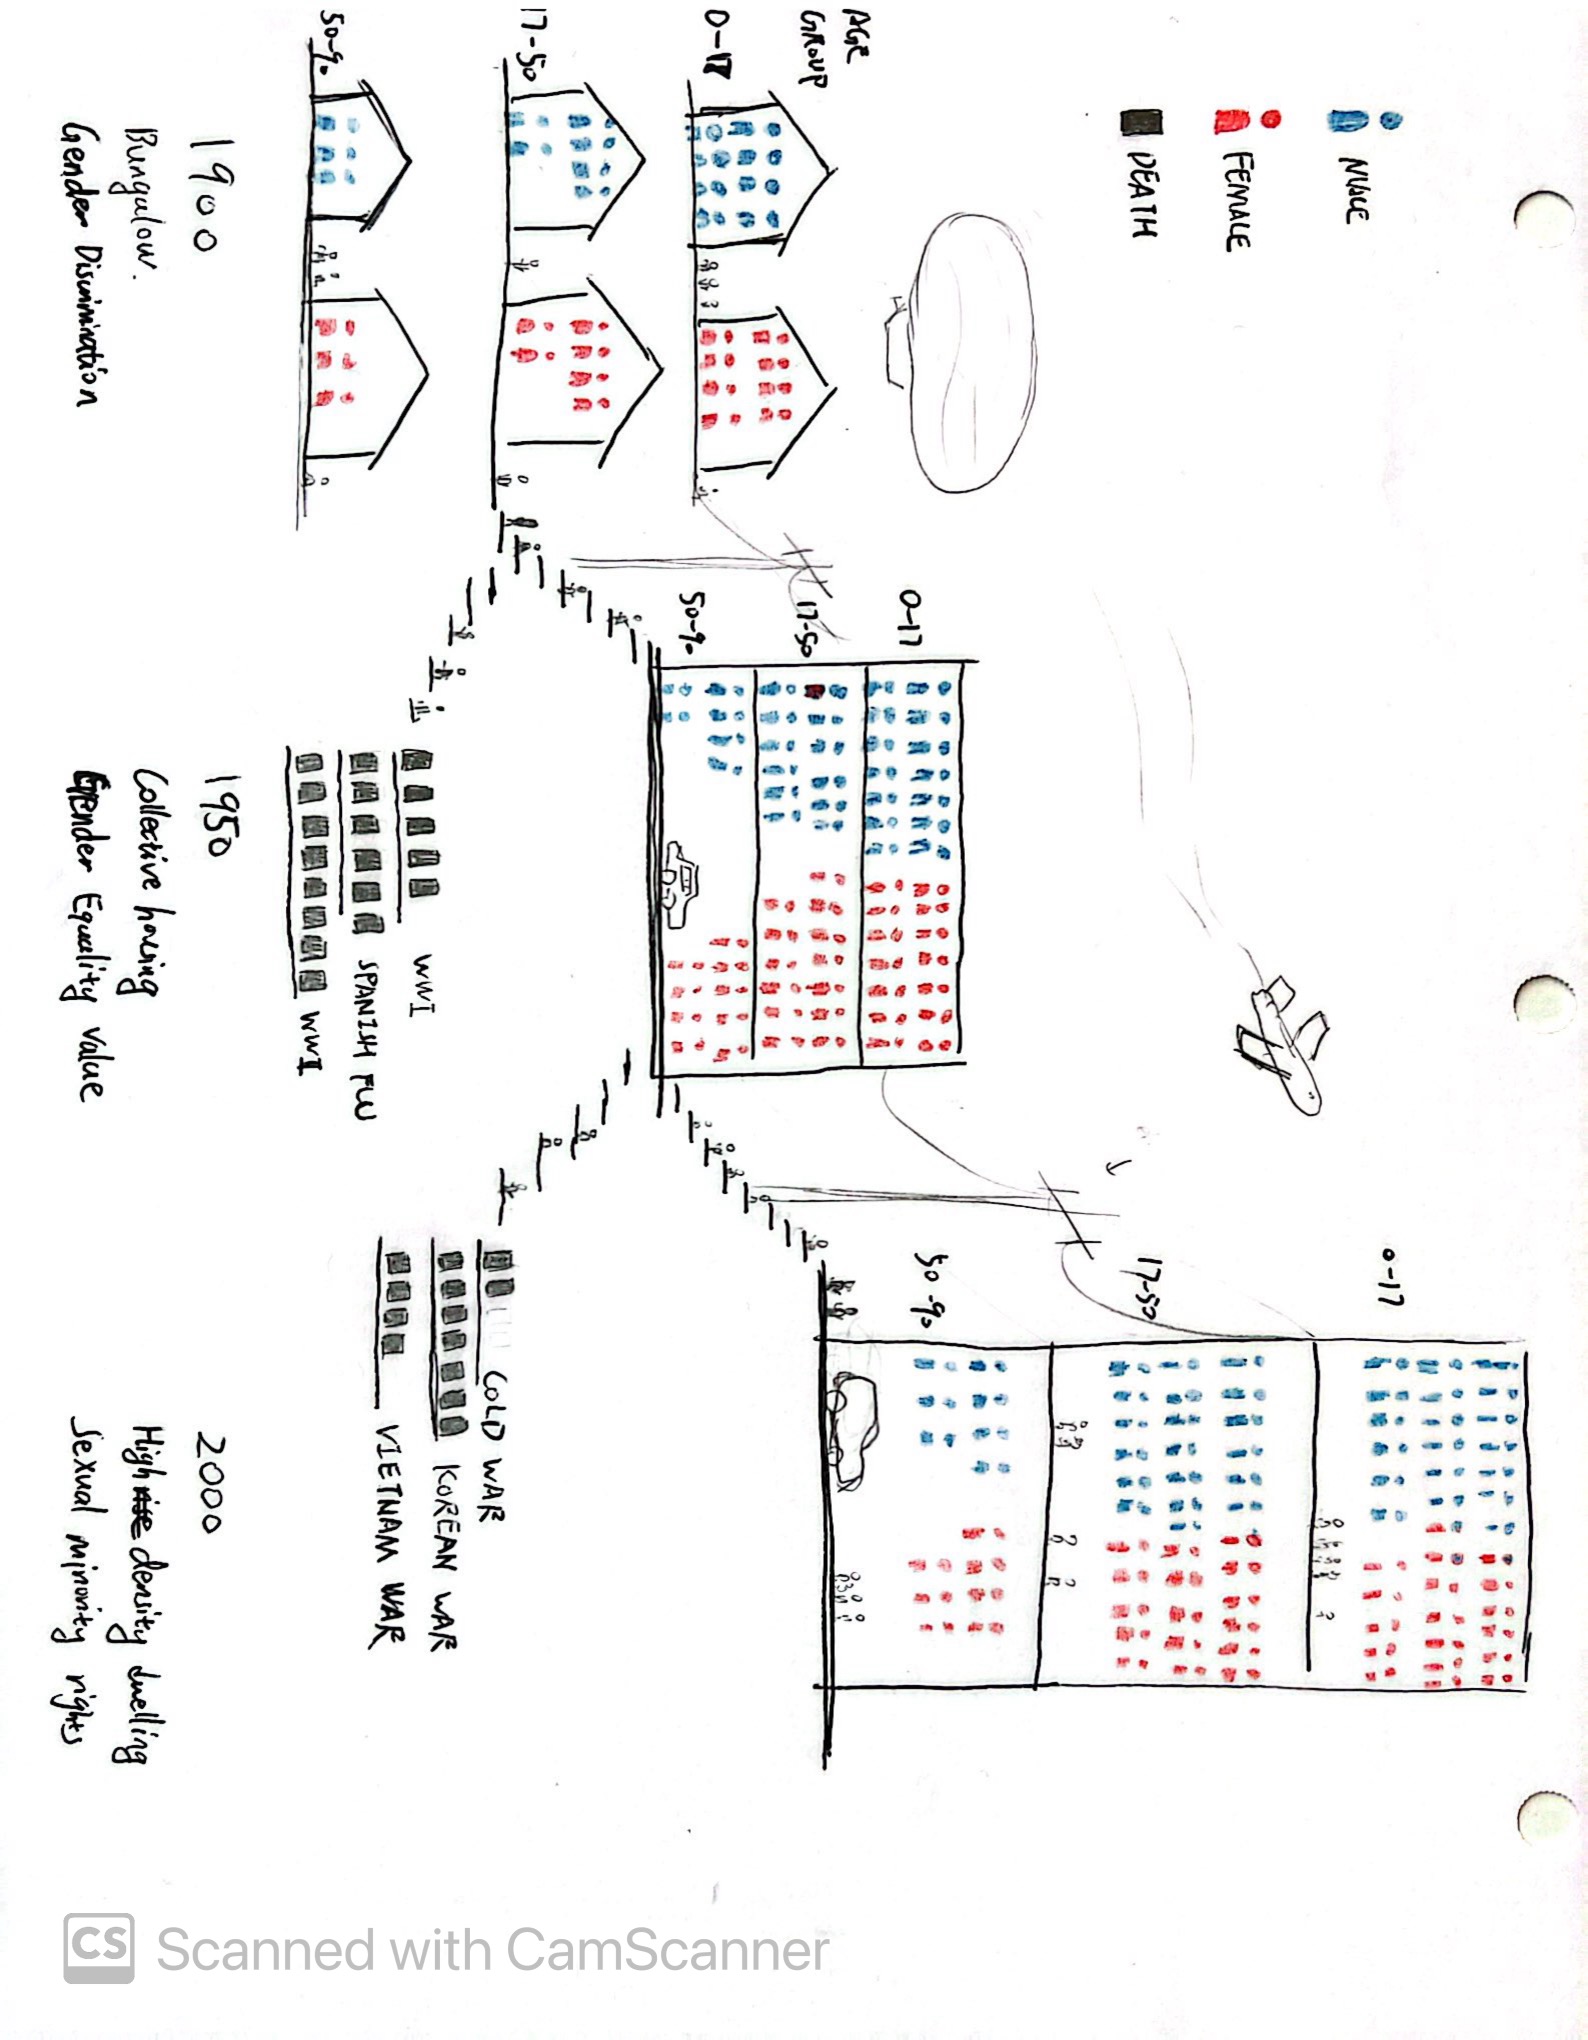 MALE
FEMALE
DEATH
AGE
GROUP
0-17
17-50
50-90
0-17
17-50
50-90
0-17
17-50
50-90
WWI
SPANISH FLU
WWII
COLD WAR
KOREAN WAR
VIETNAM WAR
1900
Bungalow.
Gender Discrimination
1950
Collective housing
Gender Equality value
2000
High rise density dwelling
Sexual minority rights
CS Scanned with CamScanner